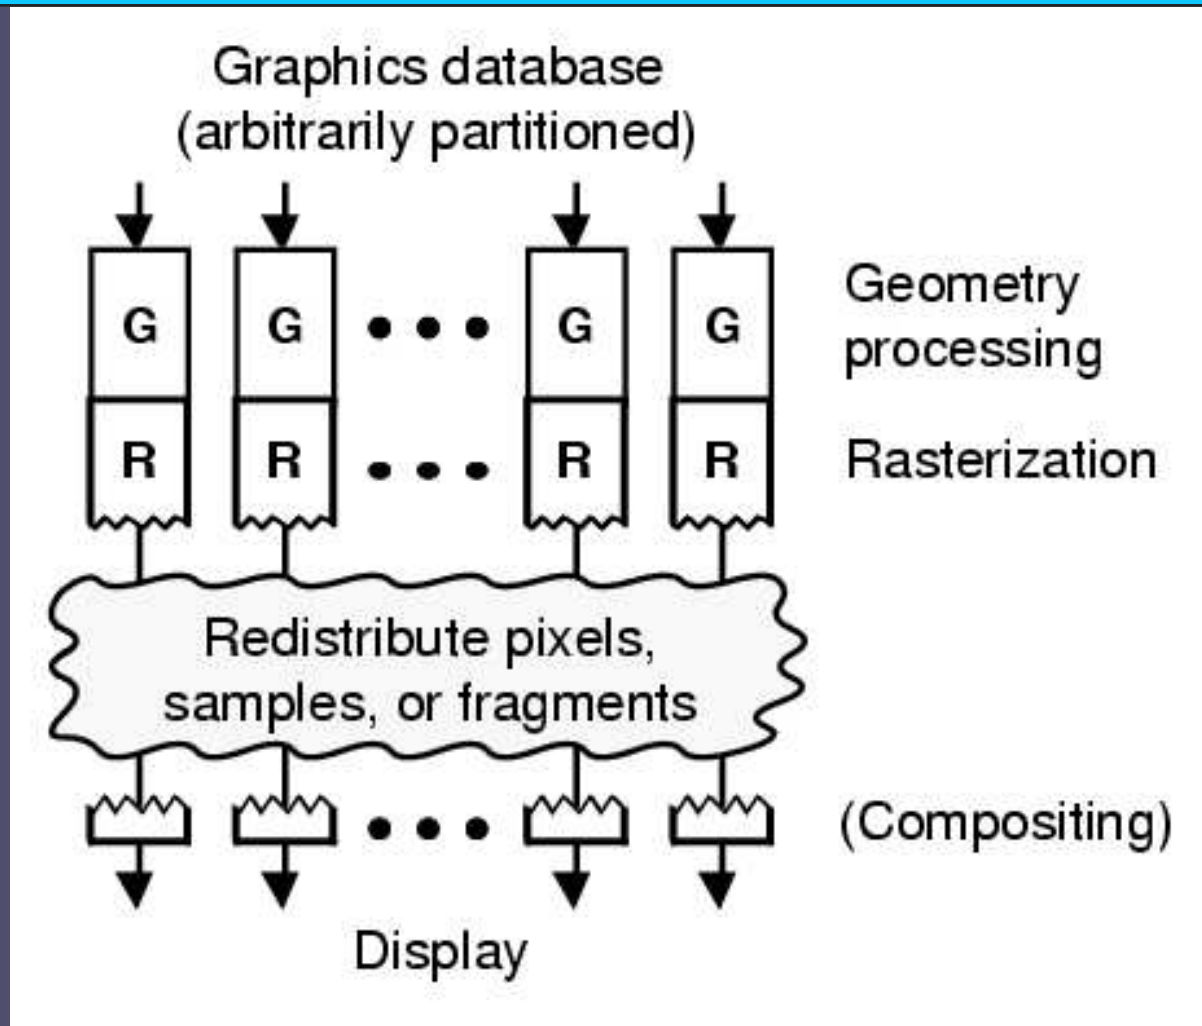 Graphics database
(arbitrarily partitioned)
G G G G
Geometry
processing
R R R R
Rasterization
Redistribute pixels,
samples, or fragments
(Compositing)
Display